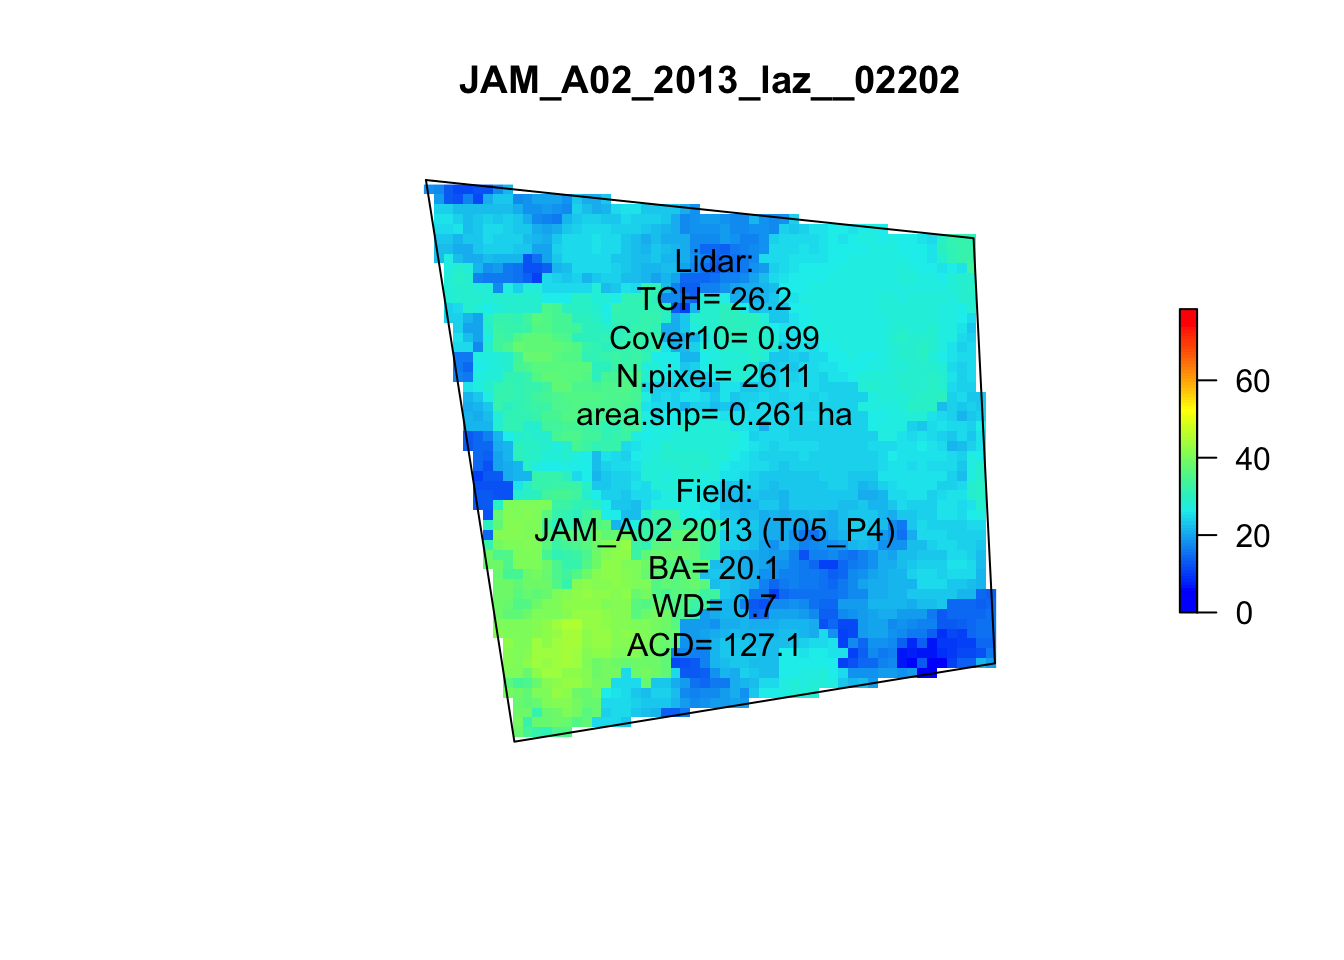 JAM_A02_2013_laz__02202
Lidar:
TCH= 26.2
Cover10= 0.99
N.pixel= 2611
area.shp= 0.261 ha
Field:
JAM_A02 2013 (T05_P4)
BA= 20.1
WD= 0.7
ACD= 127.1
60
40
20
0